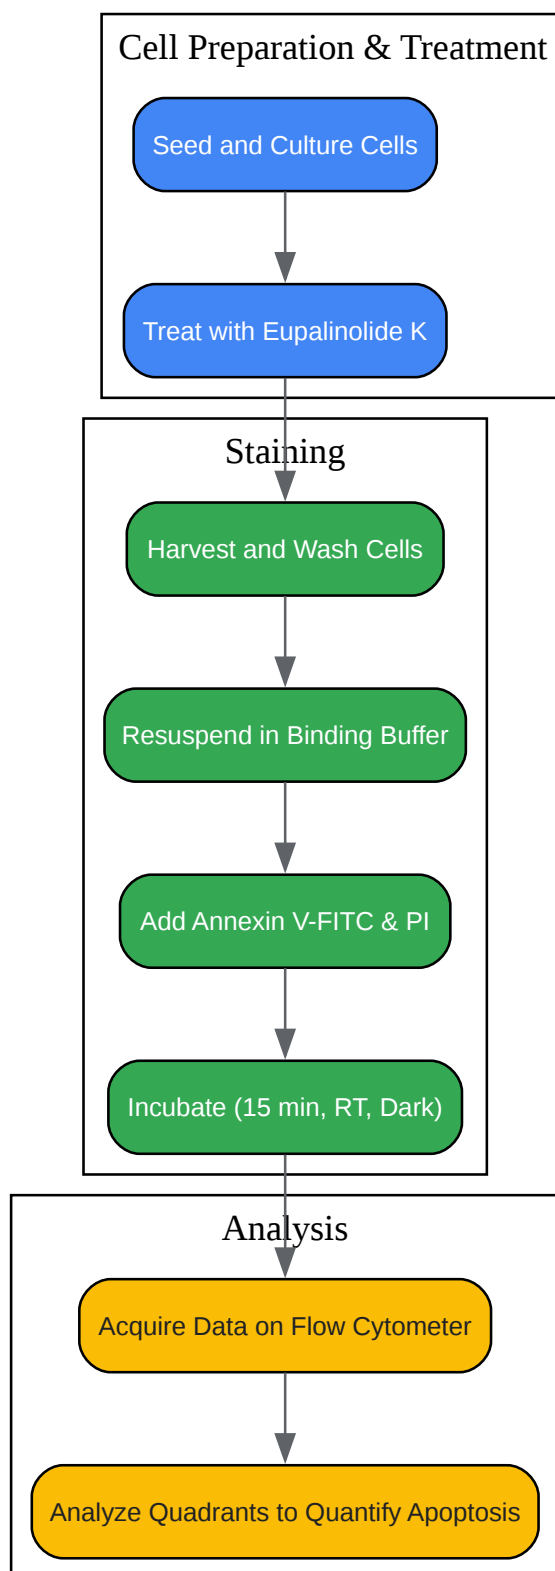 Cell Preparation & Treatment
Seed and Culture Cells
Treat with Eupalinolide K
Staining
Harvest and Wash Cells
Resuspend in Binding Buffer
Add Annexin V-FITC & PI
Incubate (15 min, RT, Dark)
Analysis
Acquire Data on Flow Cytometer
Analyze Quadrants to Quantify Apoptosis